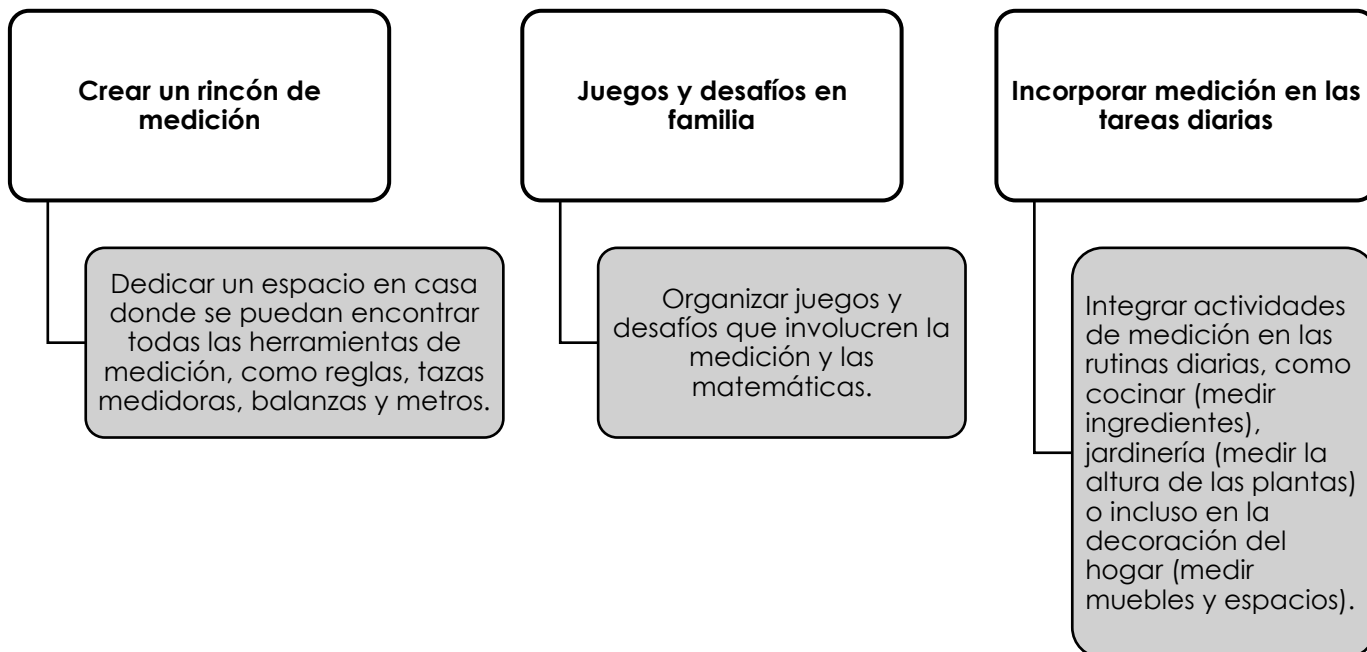 Crear un rincón de
medición
Dedicar un espacio en casa
donde se puedan encontrar
todas las herramientas de
medición, como reglas, tazas
medidoras, balanzas y metros.
Juegos y desafíos en
familia
Organizar juegos y
desafíos que involucren la
medición y las
matemáticas.
Incorporar medición en las
tareas diarias
Integrar actividades
de medición en las
rutinas diarias, como
cocinar (medir
ingredientes),
jardinería (medir la
altura de las plantas)
o incluso en la
decoración del
hogar (medir
muebles y espacios).